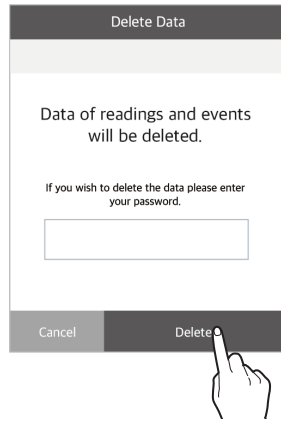 Delete Data
Data of readings and events
will be deleted.
If you wish to delete the data please enter
your password.
Cancel
Delete